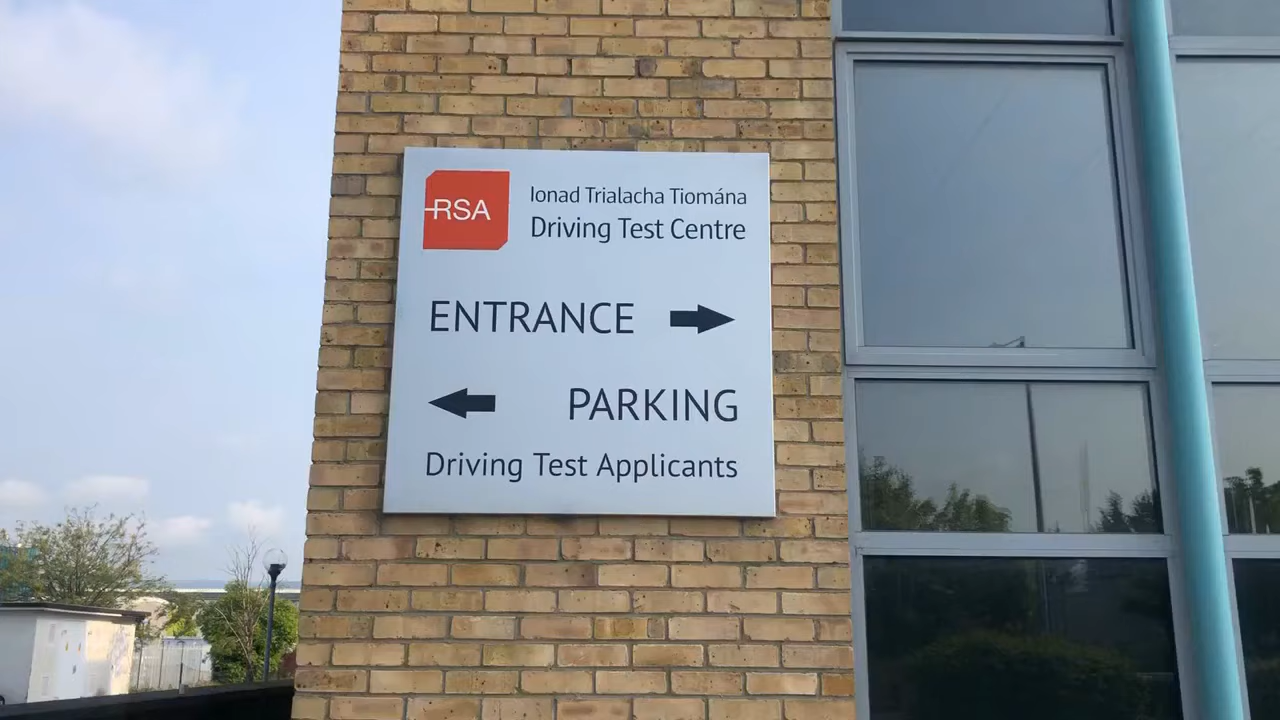 RSA
Ionad Trialacha Tiomána
Driving Test Centre
ENTRANCE
PARKING
Driving Test Applicants